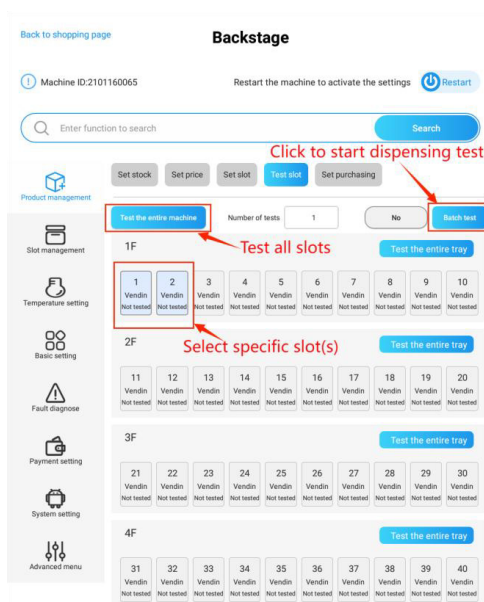 Back to shopping page
Backstage
Machine ID:2101160065
Restart the machine to activate the settings
Restart
Enter function to search
Search
Click to start dispensing test
Product management
Set stock Set price Set slot Test slot Set purchasing
Test the entire machine Number of tests 1 No Batch test
Test all slots
Slot management
1F Test the entire tray
1 2 3 4 5 6 7 8 9 10
Vendin Vendin Vendin Vendin Vendin Vendin Vendin Vendin Vendin Vendin
Not tested Not tested Not tested Not tested Not tested Not tested Not tested Not tested Not tested Not tested
Temperature setting
Select specific slot(s)
Basic setting
2F Test the entire tray
11 12 13 14 15 16 17 18 19 20
Vendin Vendin Vendin Vendin Vendin Vendin Vendin Vendin Vendin Vendin
Not tested Not tested Not tested Not tested Not tested Not tested Not tested Not tested Not tested Not tested
Fault diagnose
3F Test the entire tray
Payment setting
21 22 23 24 25 26 27 28 29 30
Vendin Vendin Vendin Vendin Vendin Vendin Vendin Vendin Vendin Vendin
Not tested Not tested Not tested Not tested Not tested Not tested Not tested Not tested Not tested Not tested
System setting
4F Test the entire tray
Advanced menu
31 32 33 34 35 36 37 38 39 40
Vendin Vendin Vendin Vendin Vendin Vendin Vendin Vendin Vendin Vendin
Not tested Not tested Not tested Not tested Not tested Not tested Not tested Not tested Not tested Not tested